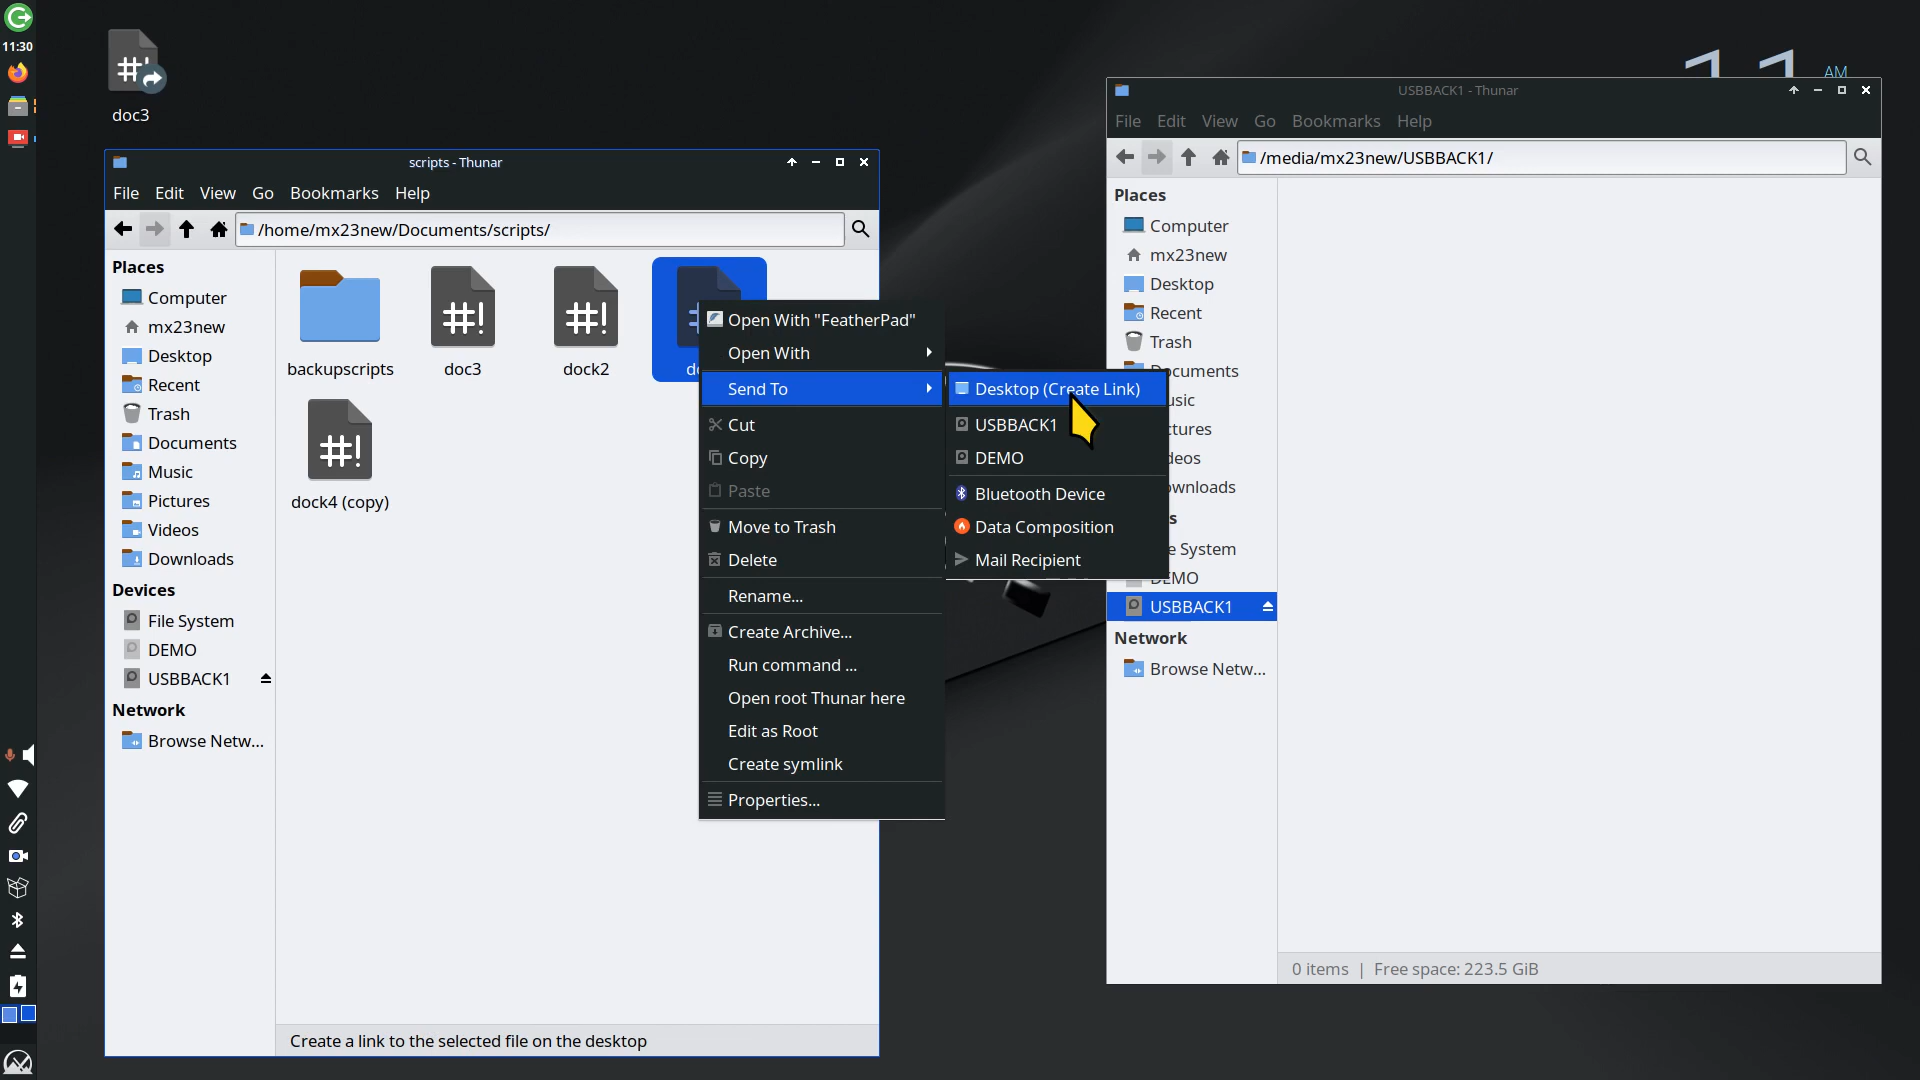 11:30
doc3
AM
scripts - Thunar
File Edit View Go Bookmarks Help
/home/mx23new/Documents/scripts/
Places
Computer
mx23new
Desktop
Recent
Trash
Documents
Music
Pictures
Videos
Downloads
Devices
File System
DEMO
USBBACK1
Network
Browse Netw...
backupscripts
doc3
dock2
dock4 (copy)
Create a link to the selected file on the desktop
Open With "FeatherPad"
Open With
Send To
Cut
Copy
Paste
Move to Trash
Delete
Rename...
Create Archive...
Run command ...
Open root Thunar here
Edit as Root
Create symlink
Properties...
Desktop (Create Link)
USBBACK1
DEMO
Bluetooth Device
Data Composition
Mail Recipient
USBBACK1 - Thunar
File Edit View Go Bookmarks Help
/media/mx23new/USBBACK1/
Places
Computer
mx23new
Desktop
Recent
Trash
Documents
System
DEMO
USBBACK1
Network
Browse Netw...
0 items | Free space: 223.5 GiB